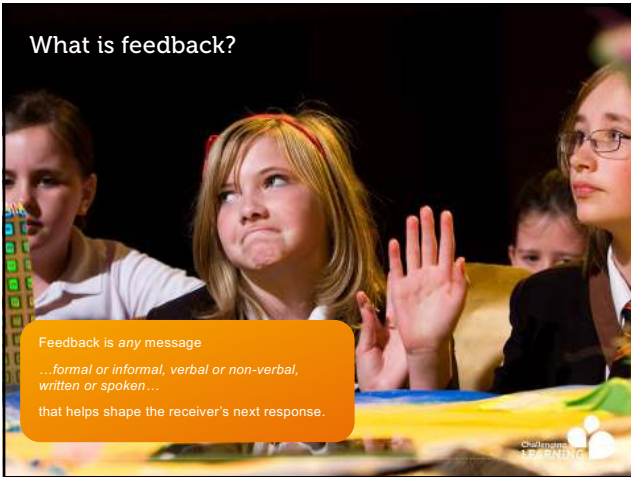 What is feedback?
Feedback is any message
…formal or informal, verbal or non-verbal,
written or spoken…
that helps shape the receiver's next response.
Challenging
LEARNING